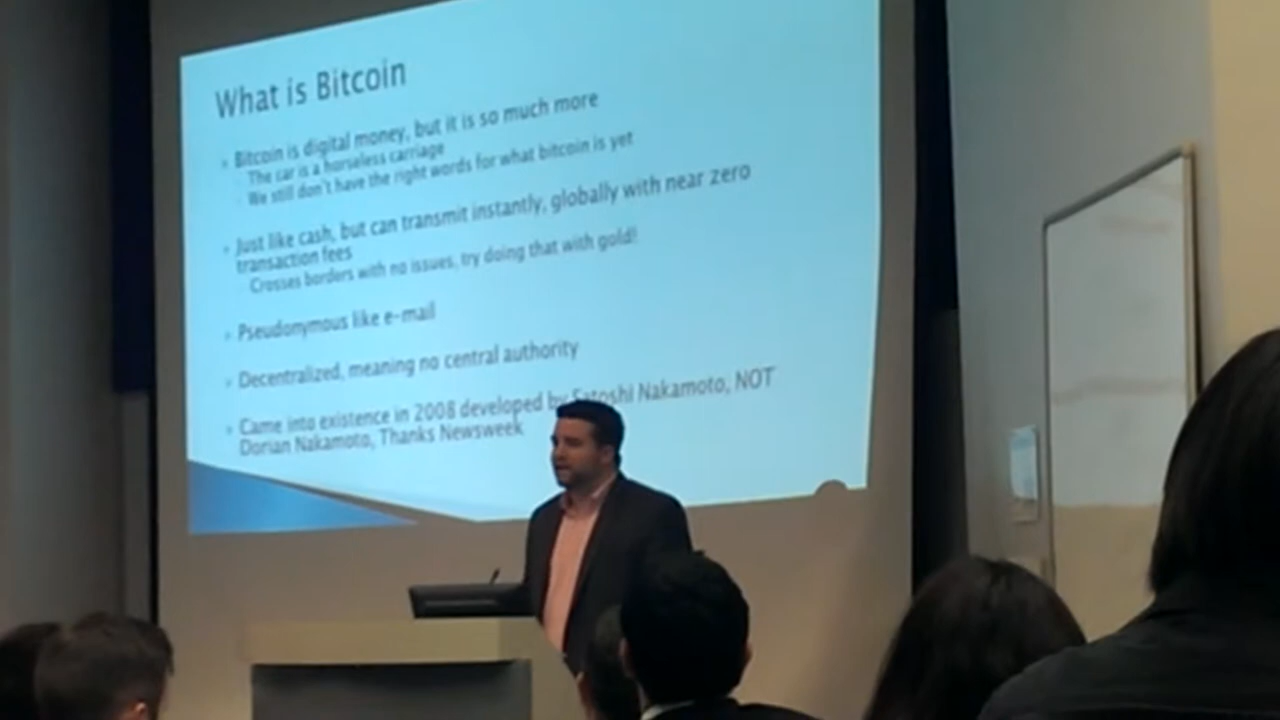 What is Bitcoin
Bitcoin is digital money, but it is so much more
The car is a horseless carriage
We still don't have the right words for what bitcoin is yet
Just like cash, but can transmit instantly, globally with near zero
transaction fees
Crosses borders with no issues, try doing that with gold!
Pseudonymous like e-mail
Decentralized, meaning no central authority
Came into existence in 2008 developed by Satoshi Nakamoto, NOT
Dorian Nakamoto, Thanks Newsweek